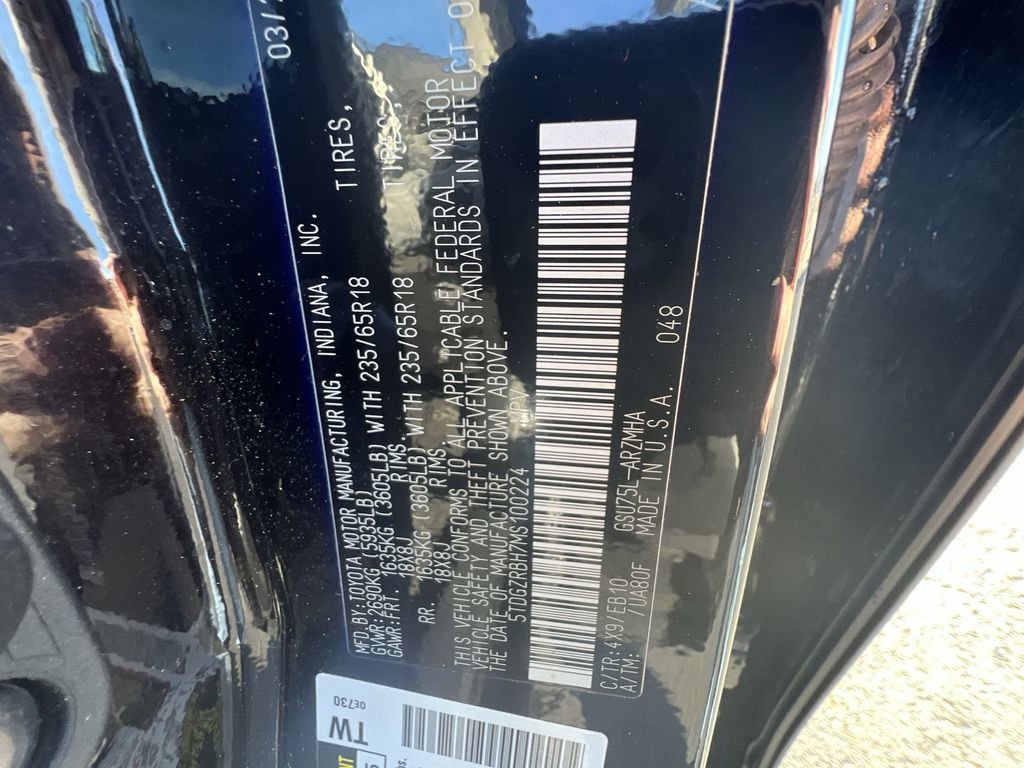 03/
MFD.BY:TOYOTA MOTOR MANUFACTURING, INDIANA, INC.
GVWR:2690KG( 5935LB)
GAWR:FRT. 1635KG (3605LB) WITH 235/65R18 TIRES,
18X8J RIMS.
RR. 1635KG (3605LB) WITH 235/65R18 TIRES,
18X8J RIMS.
THIS VEHICLE CONFORMS TO ALL APPLICABLE FEDERAL MOTOR
VEHICLE SAFETY AND THEFT PREVENTION STANDARDS IN EFFECT O
THE DATE OF MANUFACTURE SHOWN ABOVE.
5TDGZRBH7MS100224 MPV
C/TR:4X9/EB10 GSU75L-ARZMHA
A/TM: /UA80F MADE IN U.S.A. 048
0E730
TW